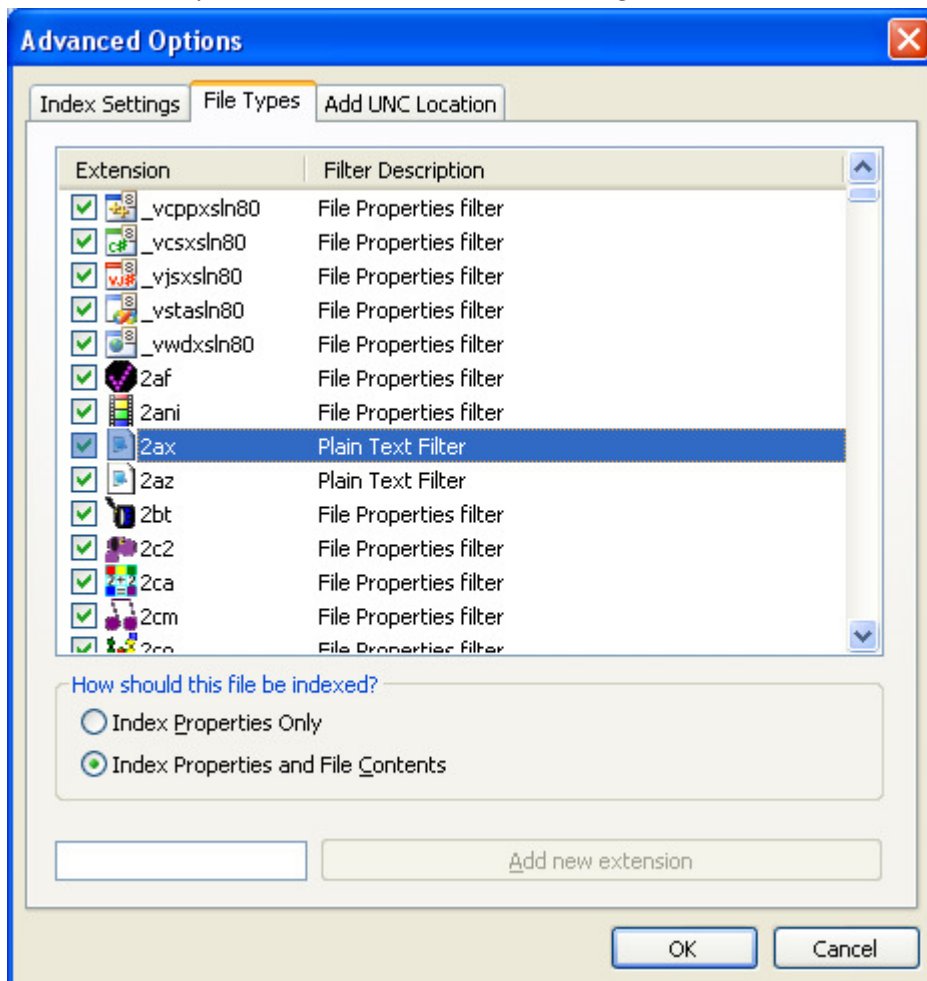 Advanced Options
Index Settings File Types Add UNC Location
Extension Filter Description
_vcppxsln80 File Properties filter
_vcsxsln80 File Properties filter
_vjsxsln80 File Properties filter
_vstasln80 File Properties filter
_vwdxsln80 File Properties filter
2af File Properties filter
2ani File Properties filter
2ax Plain Text Filter
2az Plain Text Filter
2bt File Properties filter
2c2 File Properties filter
2ca File Properties filter
2cm File Properties filter
2co File Properties filter
How should this file be indexed?
Index Properties Only
Index Properties and File Contents
Add new extension
OK Cancel